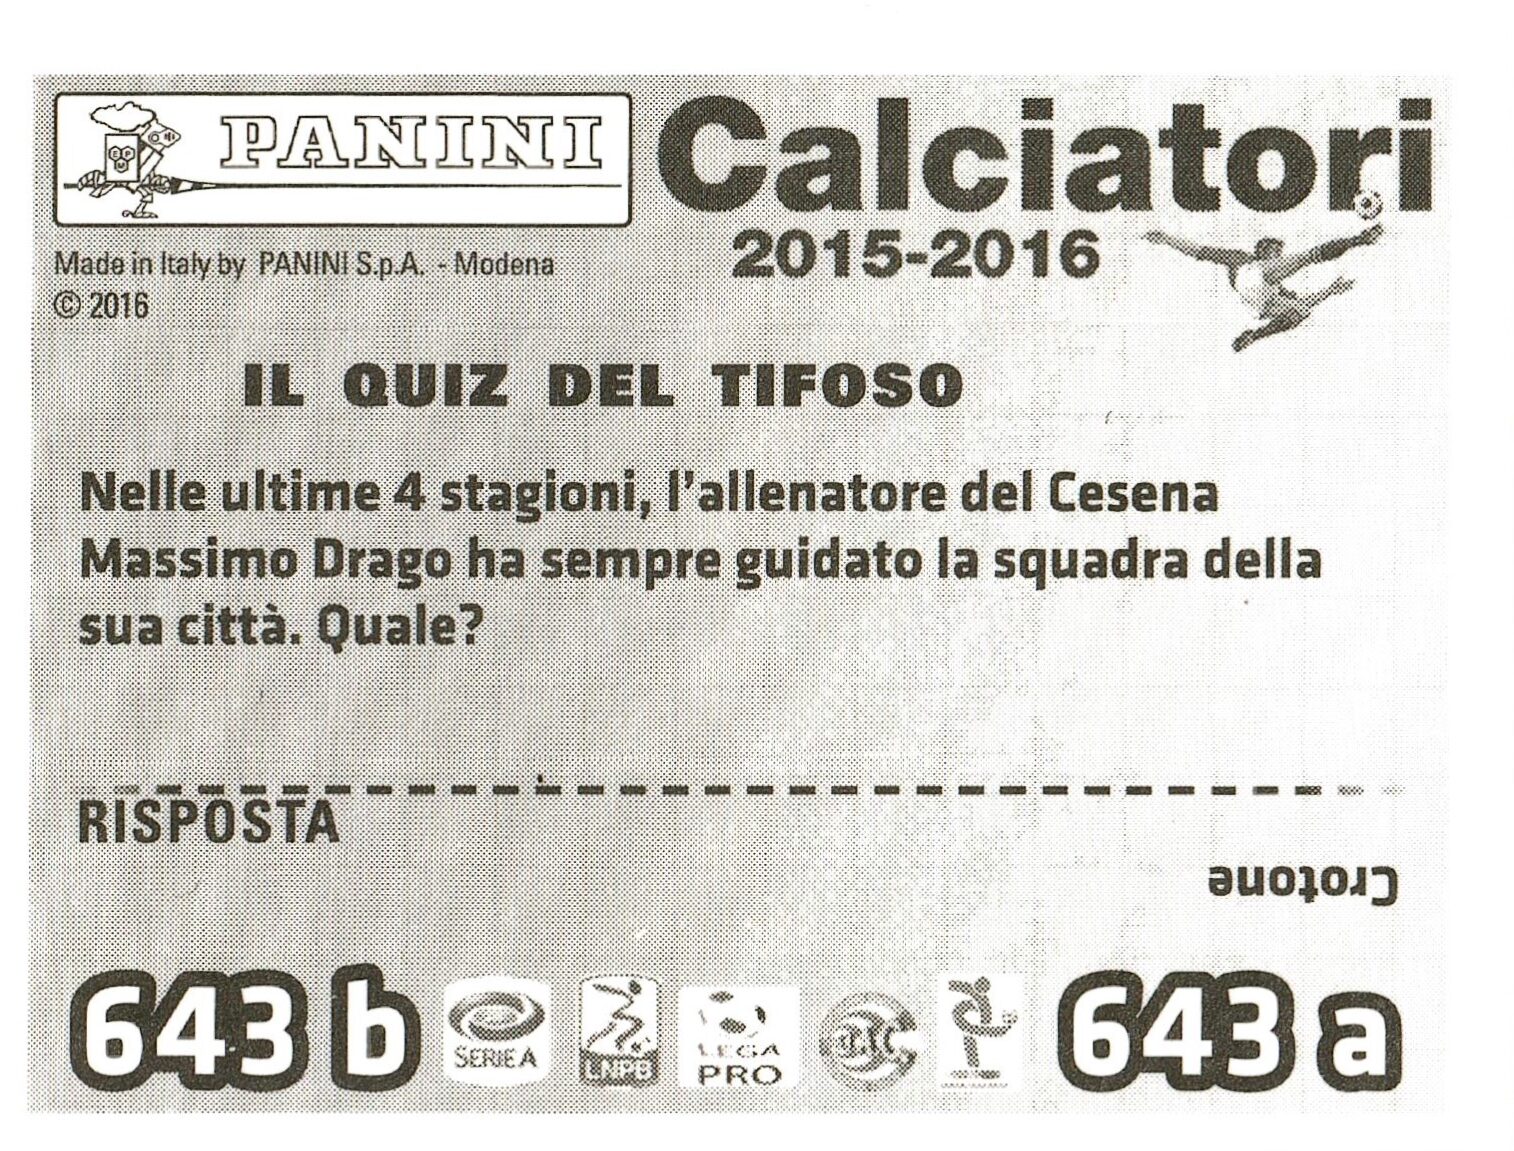 PANINI
Calciatori
2015-2016
Made in Italy by PANINI S.p.A. - Modena
© 2016
IL QUIZ DEL TIFOSO
Nelle ultime 4 stagioni, l'allenatore del Cesena
Massimo Drago ha sempre guidato la squadra della
sua città. Quale?
RISPOSTA
Crotone
643 b
SERIE A
LNPB
LEGA
PRO
643 a